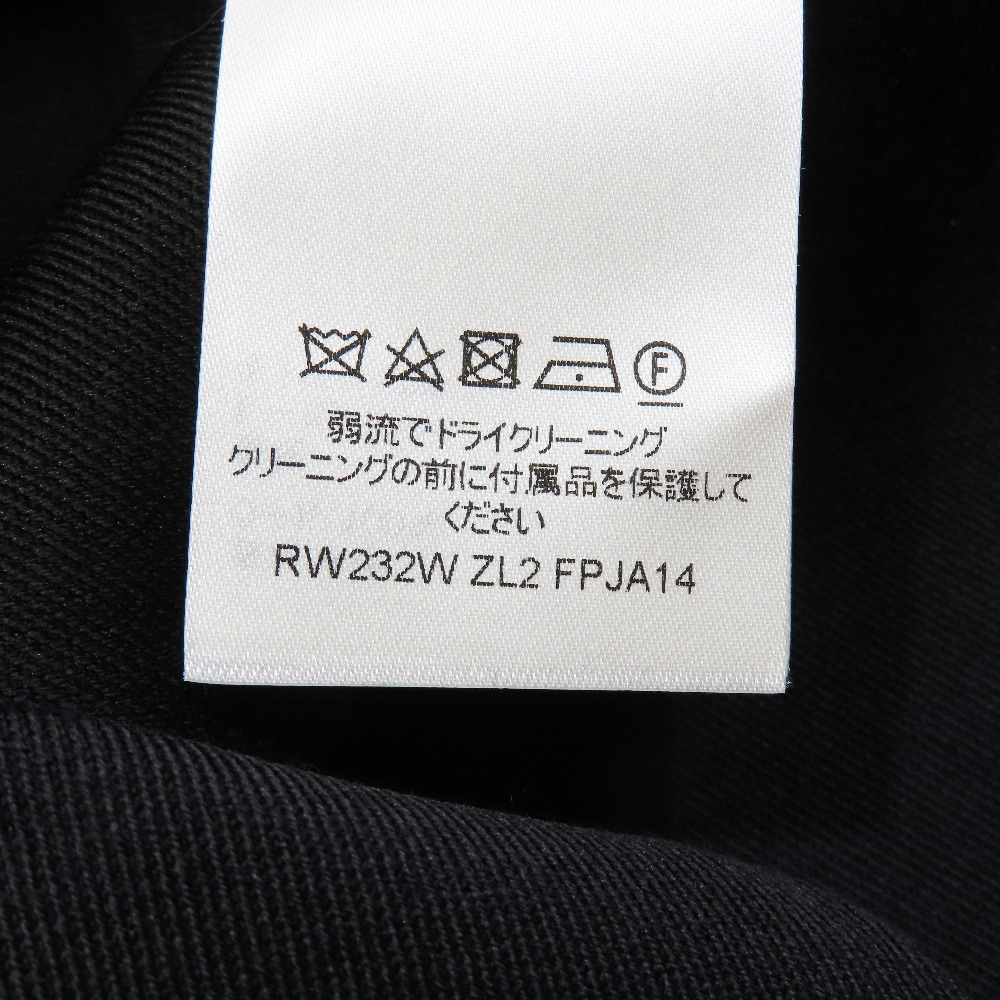 F
弱流でドライクリーニング
クリーニングの前に付属品を保護して
ください
RW232W ZL2 FPJA14